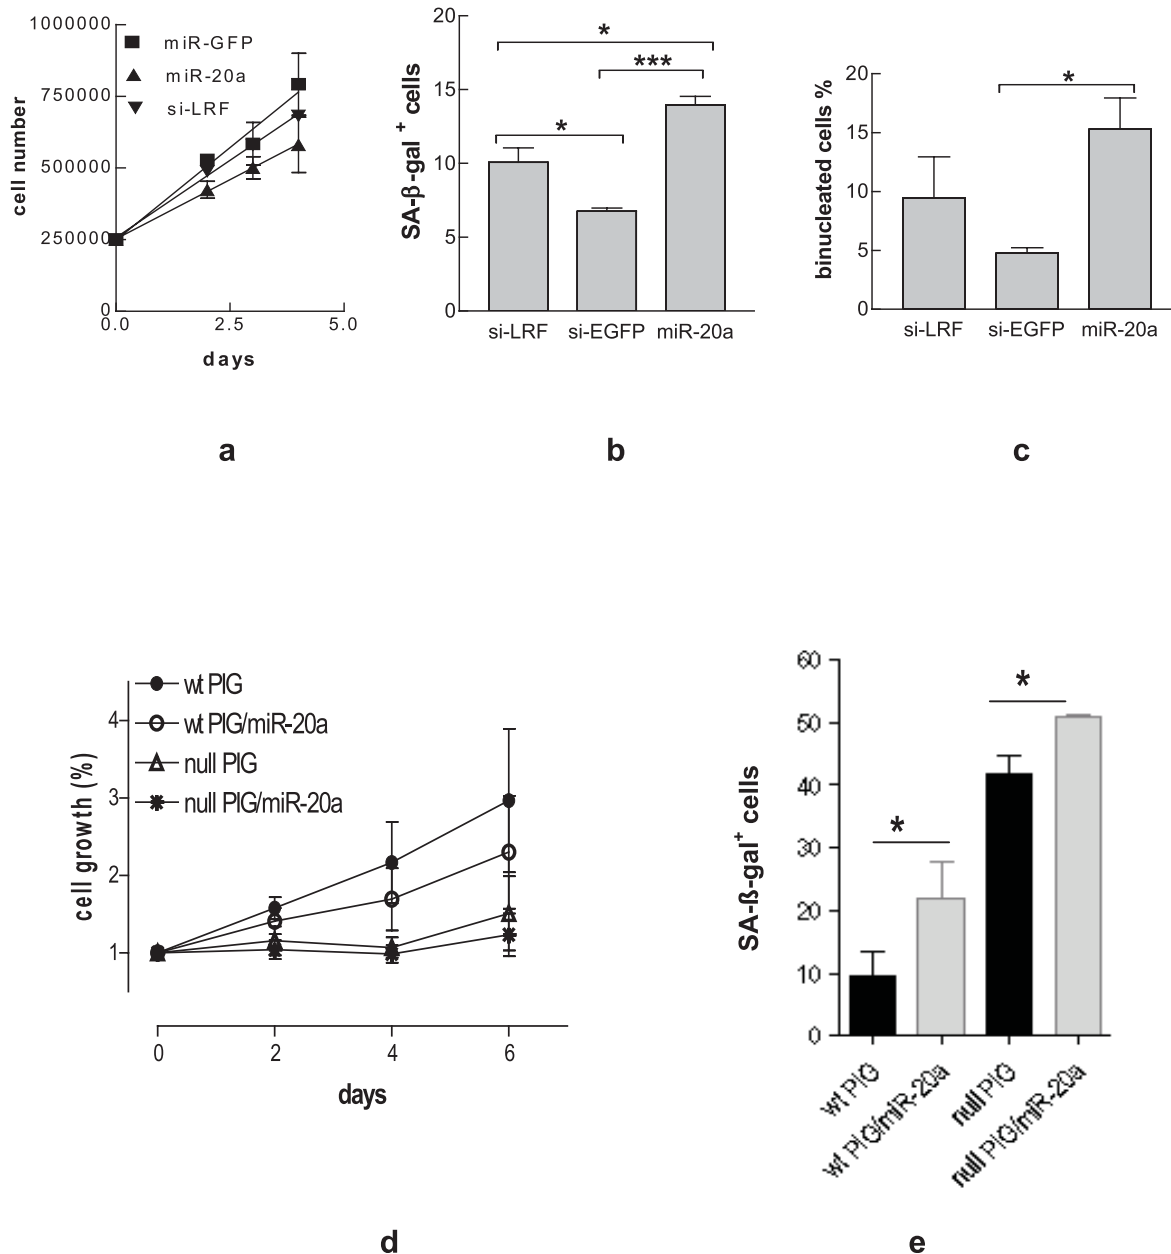 1000000
750000
500000
250000
0
cell number
miR-GFP
miR-20a
si-LRF
0.0 2.5 5.0
days
a
20
15
10
5
0
SA-β-gal + cells
*
***
*
si-LRF si-EGFP miR-20a
b
20
15
10
5
0
binucleated cells %
*
si-LRF si-EGFP miR-20a
c
4
3
2
1
cell growth (%)
wt PIG
wt PIG/miR-20a
null PIG
null PIG/miR-20a
0 2 4 6
days
d
60
50
40
30
20
10
0
SA-ß-gal+ cells
*
*
wt PIG
wt PIG/miR-20a
null PIG
null PIG/miR-20a
e